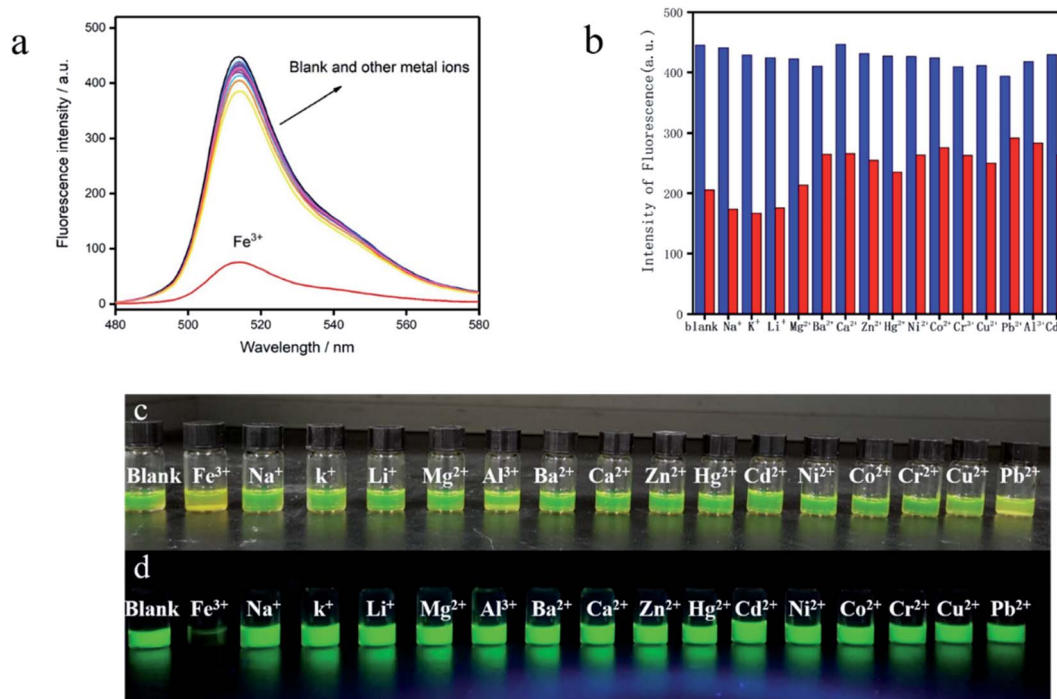 a
500
400
300
200
100
0
Fluorescence intensity / a.u.
Blank and other metal ions
Fe³⁺
480 500 520 540 560 580
Wavelength / nm
b
500
400
300
200
100
0
Intensity of Fluorescence(a.u.)
blank Na⁺ K⁺ Li⁺ Mg²⁺ Ba²⁺ Ca²⁺ Zn²⁺ Hg²⁺ Ni²⁺ Co²⁺ Cr³⁺ Cu²⁺ Pb²⁺ Al³⁺ Cd
c
Blank Fe³⁺ Na⁺ k⁺ Li⁺ Mg²⁺ Al³⁺ Ba²⁺ Ca²⁺ Zn²⁺ Hg²⁺ Cd²⁺ Ni²⁺ Co²⁺ Cr²⁺ Cu²⁺ Pb²⁺
d
Blank Fe³⁺ Na⁺ k⁺ Li⁺ Mg²⁺ Al³⁺ Ba²⁺ Ca²⁺ Zn²⁺ Hg²⁺ Cd²⁺ Ni²⁺ Co²⁺ Cr²⁺ Cu²⁺ Pb²⁺